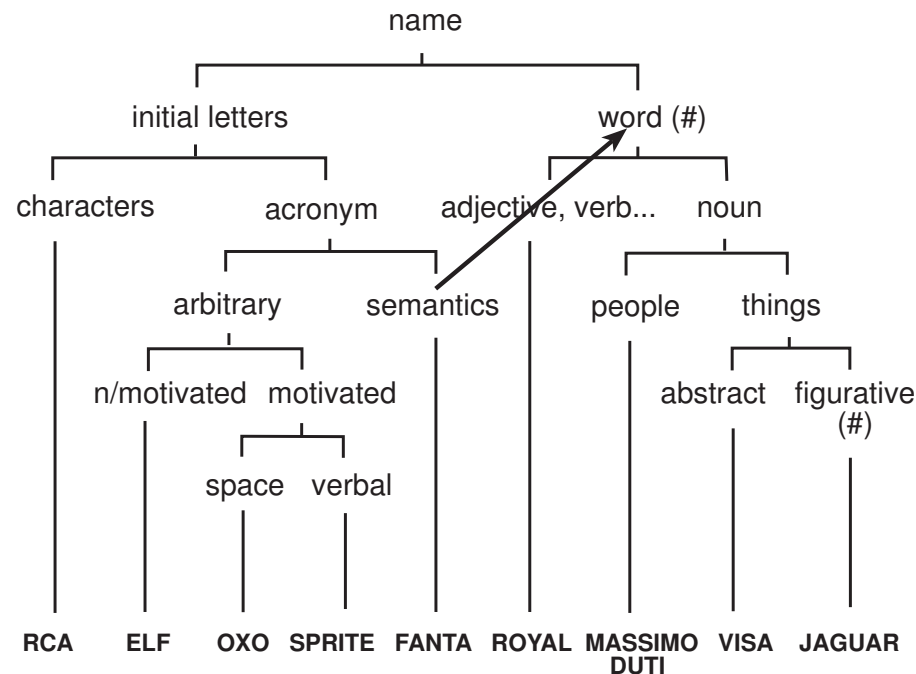 name
initial letters word (#)
characters acronym adjective, verb... noun
arbitrary semantics people things
n/motivated motivated abstract figurative
(#)
space verbal
RCA ELF OXO SPRITE FANTA ROYAL MASSIMO VISA JAGUAR
DUTI